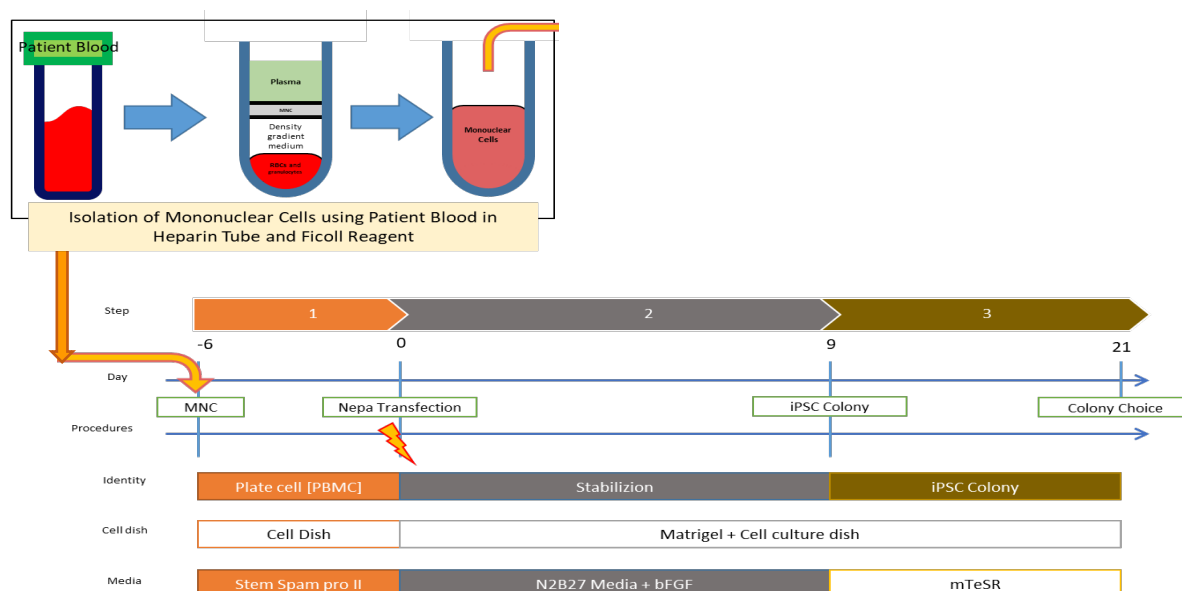 Patient Blood
Plasma
MNC
Density
gradient
medium
RBCs and
granulocytes
Monouclear
Cells
Isolation of Mononuclear Cells using Patient Blood in
Heparin Tube and Ficoll Reagent
Step
1
2
3
-6
0
9
21
Day
MNC
Nepa Transfection
iPSC Colony
Colony Choice
Procedures
Identity
Plate cell [PBMC]
Stabilizion
iPSC Colony
Cell dish
Cell Dish
Matrigel + Cell culture dish
Media
Stem Spam pro II
N2B27 Media + bFGF
mTeSR